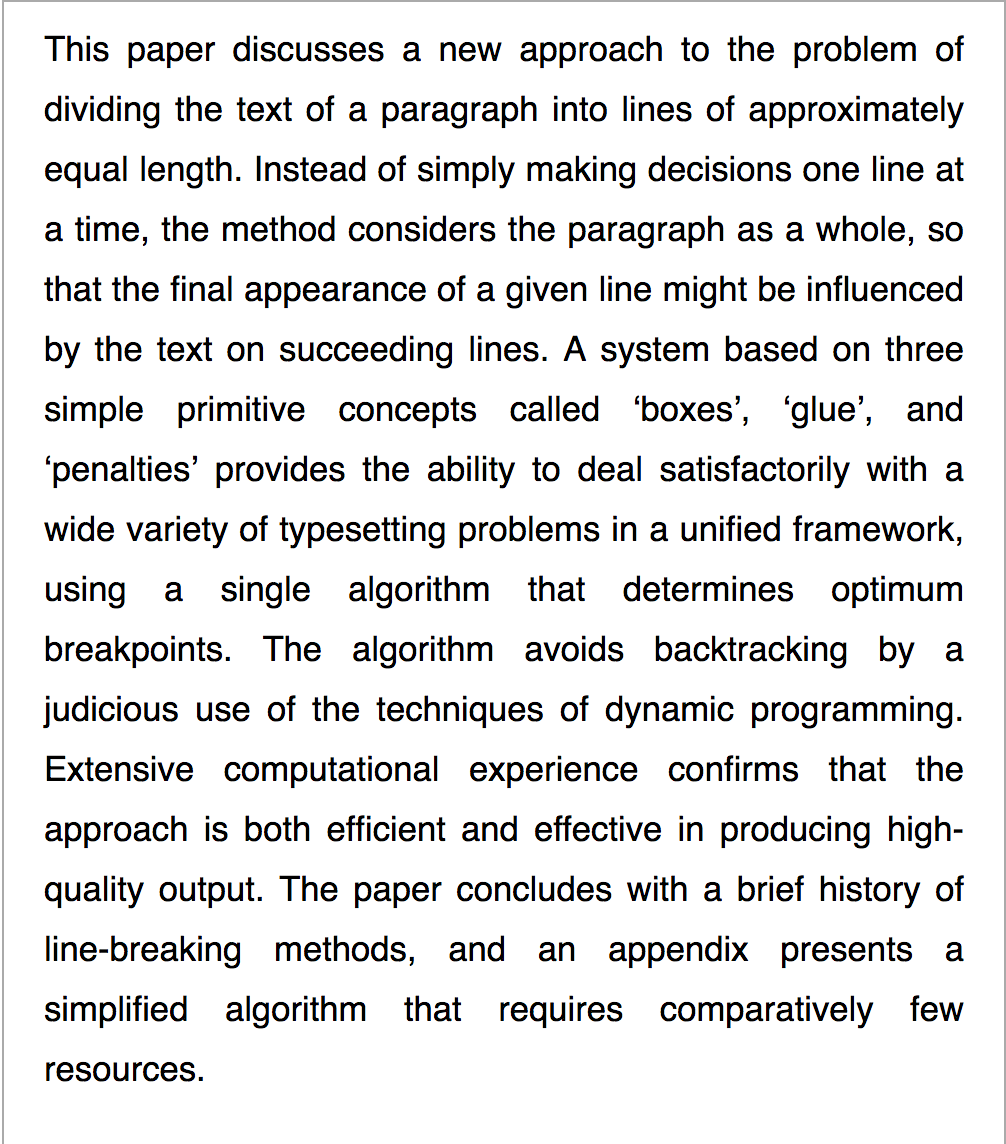 This paper discusses a new approach to the problem of
dividing the text of a paragraph into lines of approximately
equal length. Instead of simply making decisions one line at
a time, the method considers the paragraph as a whole, so
that the final appearance of a given line might be influenced
by the text on succeeding lines. A system based on three
simple primitive concepts called ‘boxes’, ‘glue’, and
‘penalties’ provides the ability to deal satisfactorily with a
wide variety of typesetting problems in a unified framework,
using a single algorithm that determines optimum
breakpoints. The algorithm avoids backtracking by a
judicious use of the techniques of dynamic programming.
Extensive computational experience confirms that the
approach is both efficient and effective in producing high-
quality output. The paper concludes with a brief history of
line-breaking methods, and an appendix presents a
simplified algorithm that requires comparatively few
resources.